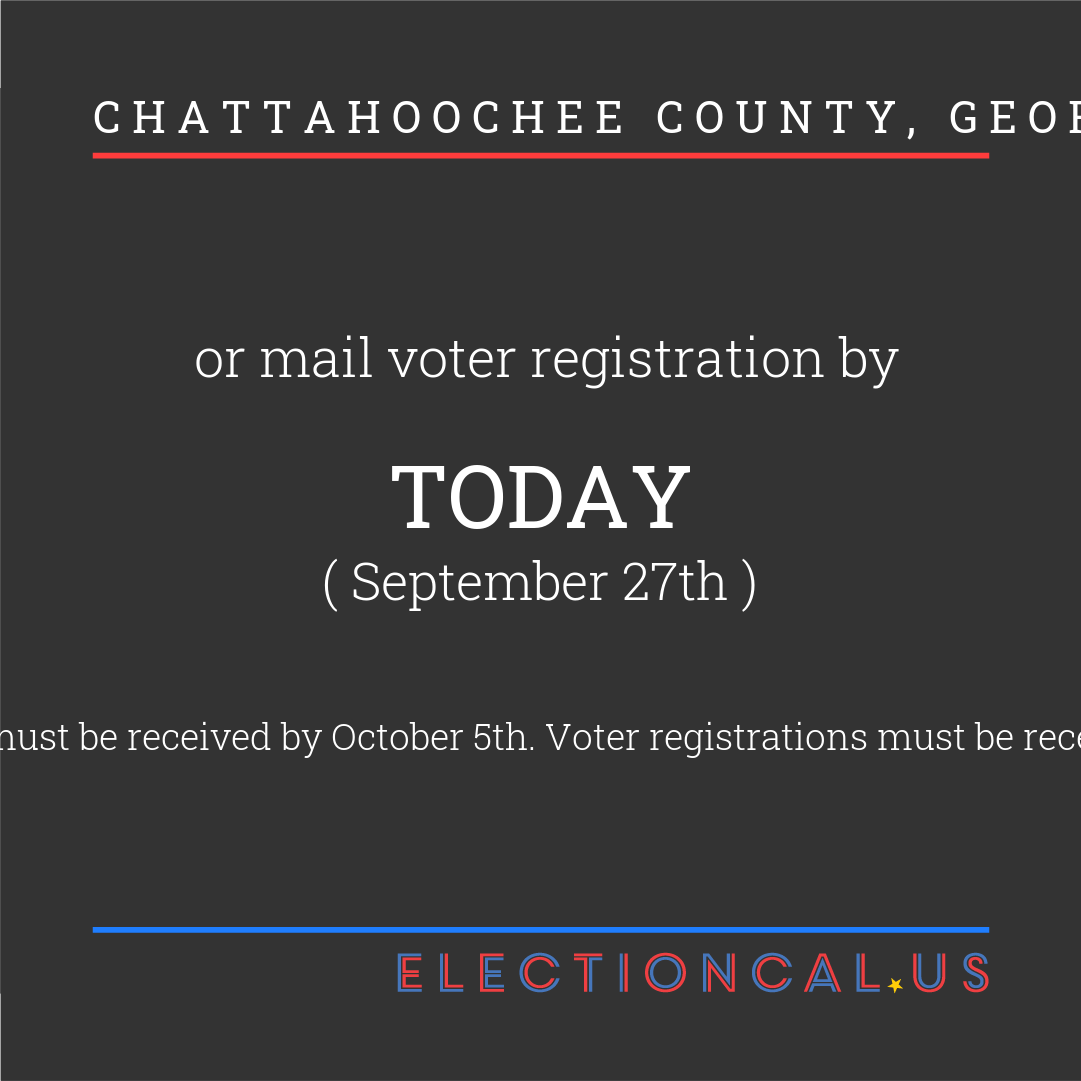 CHATTAHOOCHEE COUNTY, GEOR
or mail voter registration by
TODAY
( September 27th )
must be received by October 5th. Voter registrations must be rece
ELECTIONCAL.US